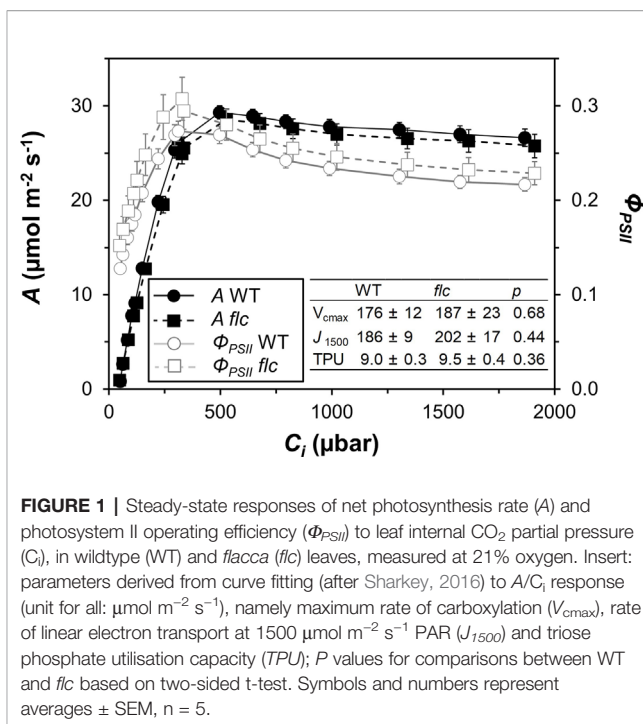 30
20
10
0
0.3
0.2
0.1
0.0
A (µmol m-2 s-1)
ΦPSII
A WT
A flc
ΦPSII WT
ΦPSII flc
WT flc p
Vcmax 176 ± 12 187 ± 23 0.68
J1500 186 ± 9 202 ± 17 0.44
TPU 9.0 ± 0.3 9.5 ± 0.4 0.36
0 500 1000 1500 2000
Ci (µbar)
FIGURE 1 | Steady-state responses of net photosynthesis rate (A) and
photosystem II operating efficiency (ΦPSII) to leaf internal CO2 partial pressure
(Ci), in wildtype (WT) and flacca (flc) leaves, measured at 21% oxygen. Insert:
parameters derived from curve fitting (after Sharkey, 2016) to A/Ci response
(unit for all: µmol m−2 s−1), namely maximum rate of carboxylation (Vcmax), rate
of linear electron transport at 1500 µmol m−2 s−1 PAR (J1500) and triose
phosphate utilisation capacity (TPU); P values for comparisons between WT
and flc based on two-sided t-test. Symbols and numbers represent
averages ± SEM, n = 5.